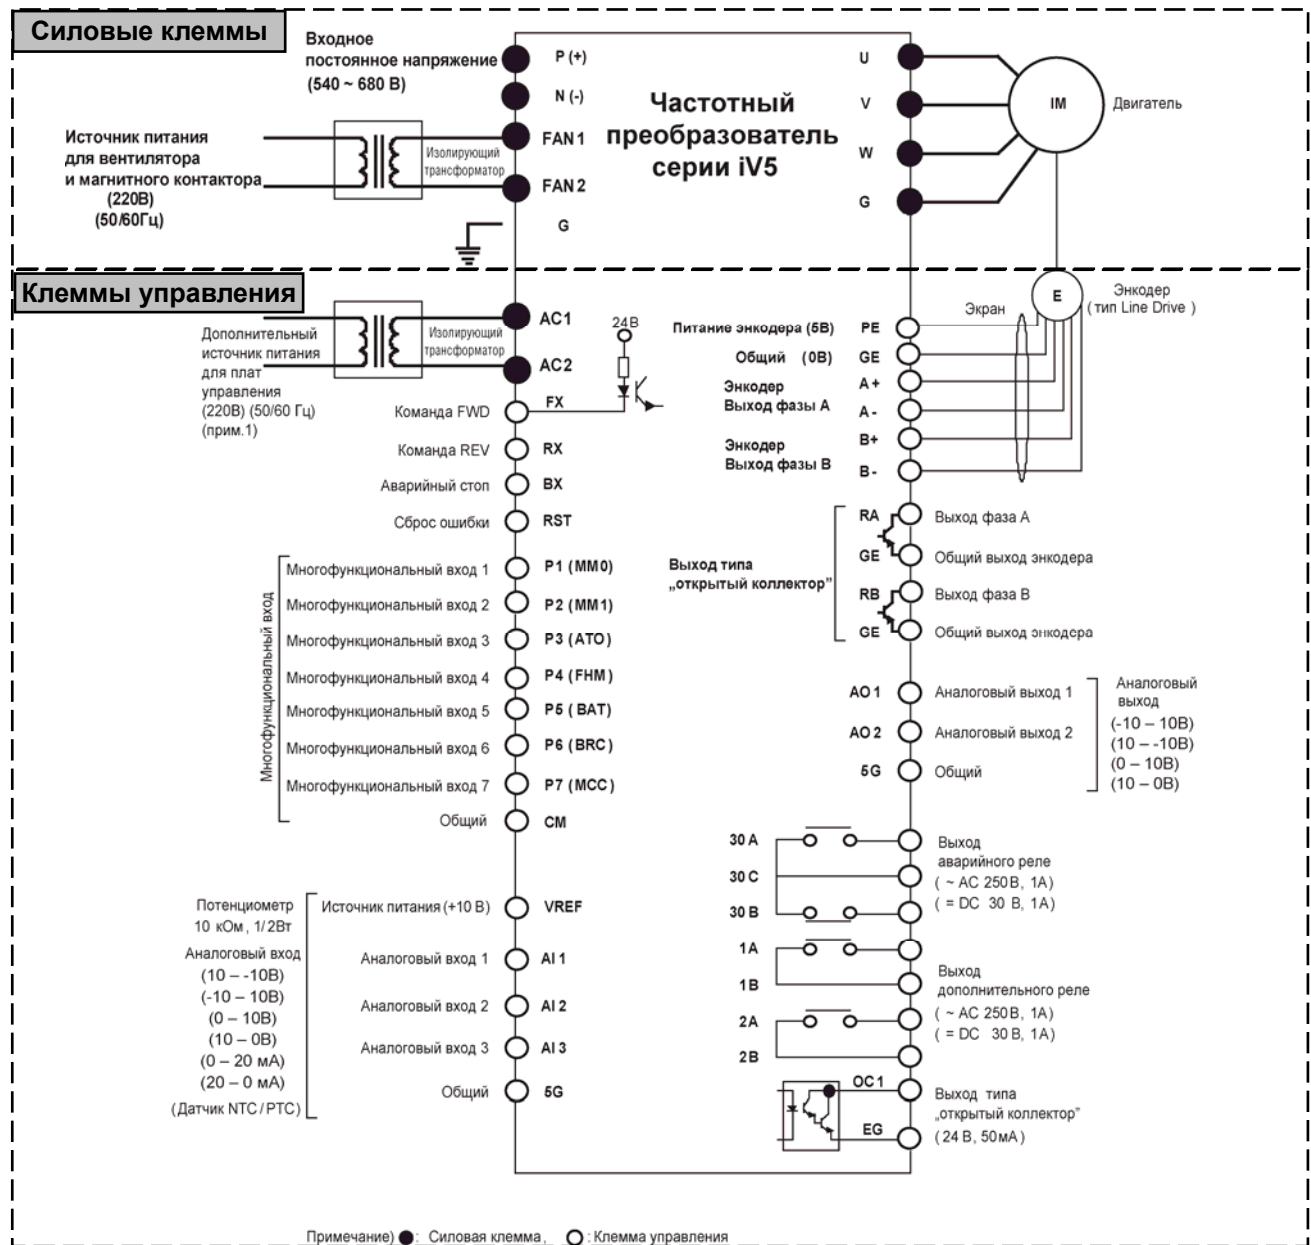 Силовые клеммы
Входное
постоянное напряжение
(540 ~ 680 В)
P (+)
N (-)
FAN 1
FAN 2
G
Частотный
преобразователь
серии iV5
U
V
W
G
IM
Двигатель
Источник питания
для вентилятора
и магнитного контактора
(220В)
(50/60Гц)
Изолирующий
трансформатор
Клеммы управления
Дополнительный
источник питания
для плат
управления
(220В) (50/60 Гц)
(прим.1)
Изолирующий
трансформатор
AC1
AC2
24В
Команда FWD
FX
Команда REV
RX
Аварийный стоп
BX
Сброс ошибки
RST
Многофункциональный вход
Многофункциональный вход 1
P1 (MM0)
Многофункциональный вход 2
P2 (MM1)
Многофункциональный вход 3
P3 (ATO)
Многофункциональный вход 4
P4 (FHM)
Многофункциональный вход 5
P5 ( BAT)
Многофункциональный вход 6
P6 (BRC)
Многофункциональный вход 7
P7 (MCC)
Общий
CM
Потенциометр
10 кОм, 1/2Вт
Аналоговый вход
(10 – -10В)
(-10 – 10В)
(0 – 10В)
(10 – 0В)
(0 – 20 мА)
(20 – 0 мА)
(Датчик NTC/PTC)
Источник питания (+10 В)
VREF
Аналоговый вход 1
AI 1
Аналоговый вход 2
AI 2
Аналоговый вход 3
AI 3
Общий
5G
E
Энкодер
( тип Line Drive )
Экран
Питание энкодера (5В)
PE
Общий (0В)
GE
Энкодер
Выход фазы А
A +
A -
Энкодер
Выход фазы В
B+
B -
Выход типа
„открытый коллектор”
RA
Выход фаза А
GE
Общий выход энкодера
RB
Выход фаза В
GE
Общий выход энкодера
AO 1
Аналоговый выход 1
AO 2
Аналоговый выход 2
5G
Общий
Аналоговый
выход
(-10 – 10В)
(10 – -10В)
(0 – 10В)
(10 – 0В)
30 A
30 C
30 B
Выход
аварийного реле
( ~ AC 250 В, 1А)
( = DC 30 В, 1А)
1A
1B
2A
2B
Выход
дополнительного реле
( ~ AC 250 В, 1А)
( = DC 30 В, 1А)
OC 1
EG
Выход типа
„открытый коллектор”
( 24 В, 50мА )
Примечание) ●: Силовая клемма, ○: Клемма управления